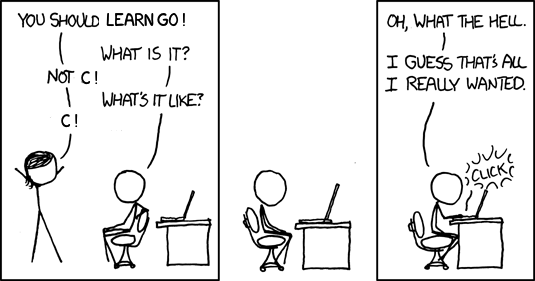 YOU SHOULD LEARN GO!
WHAT IS IT?
NOT C!
WHAT'S IT LIKE?
C!
OH, WHAT THE HELL.
I GUESS THAT'S ALL
I REALLY WANTED.
CLICK